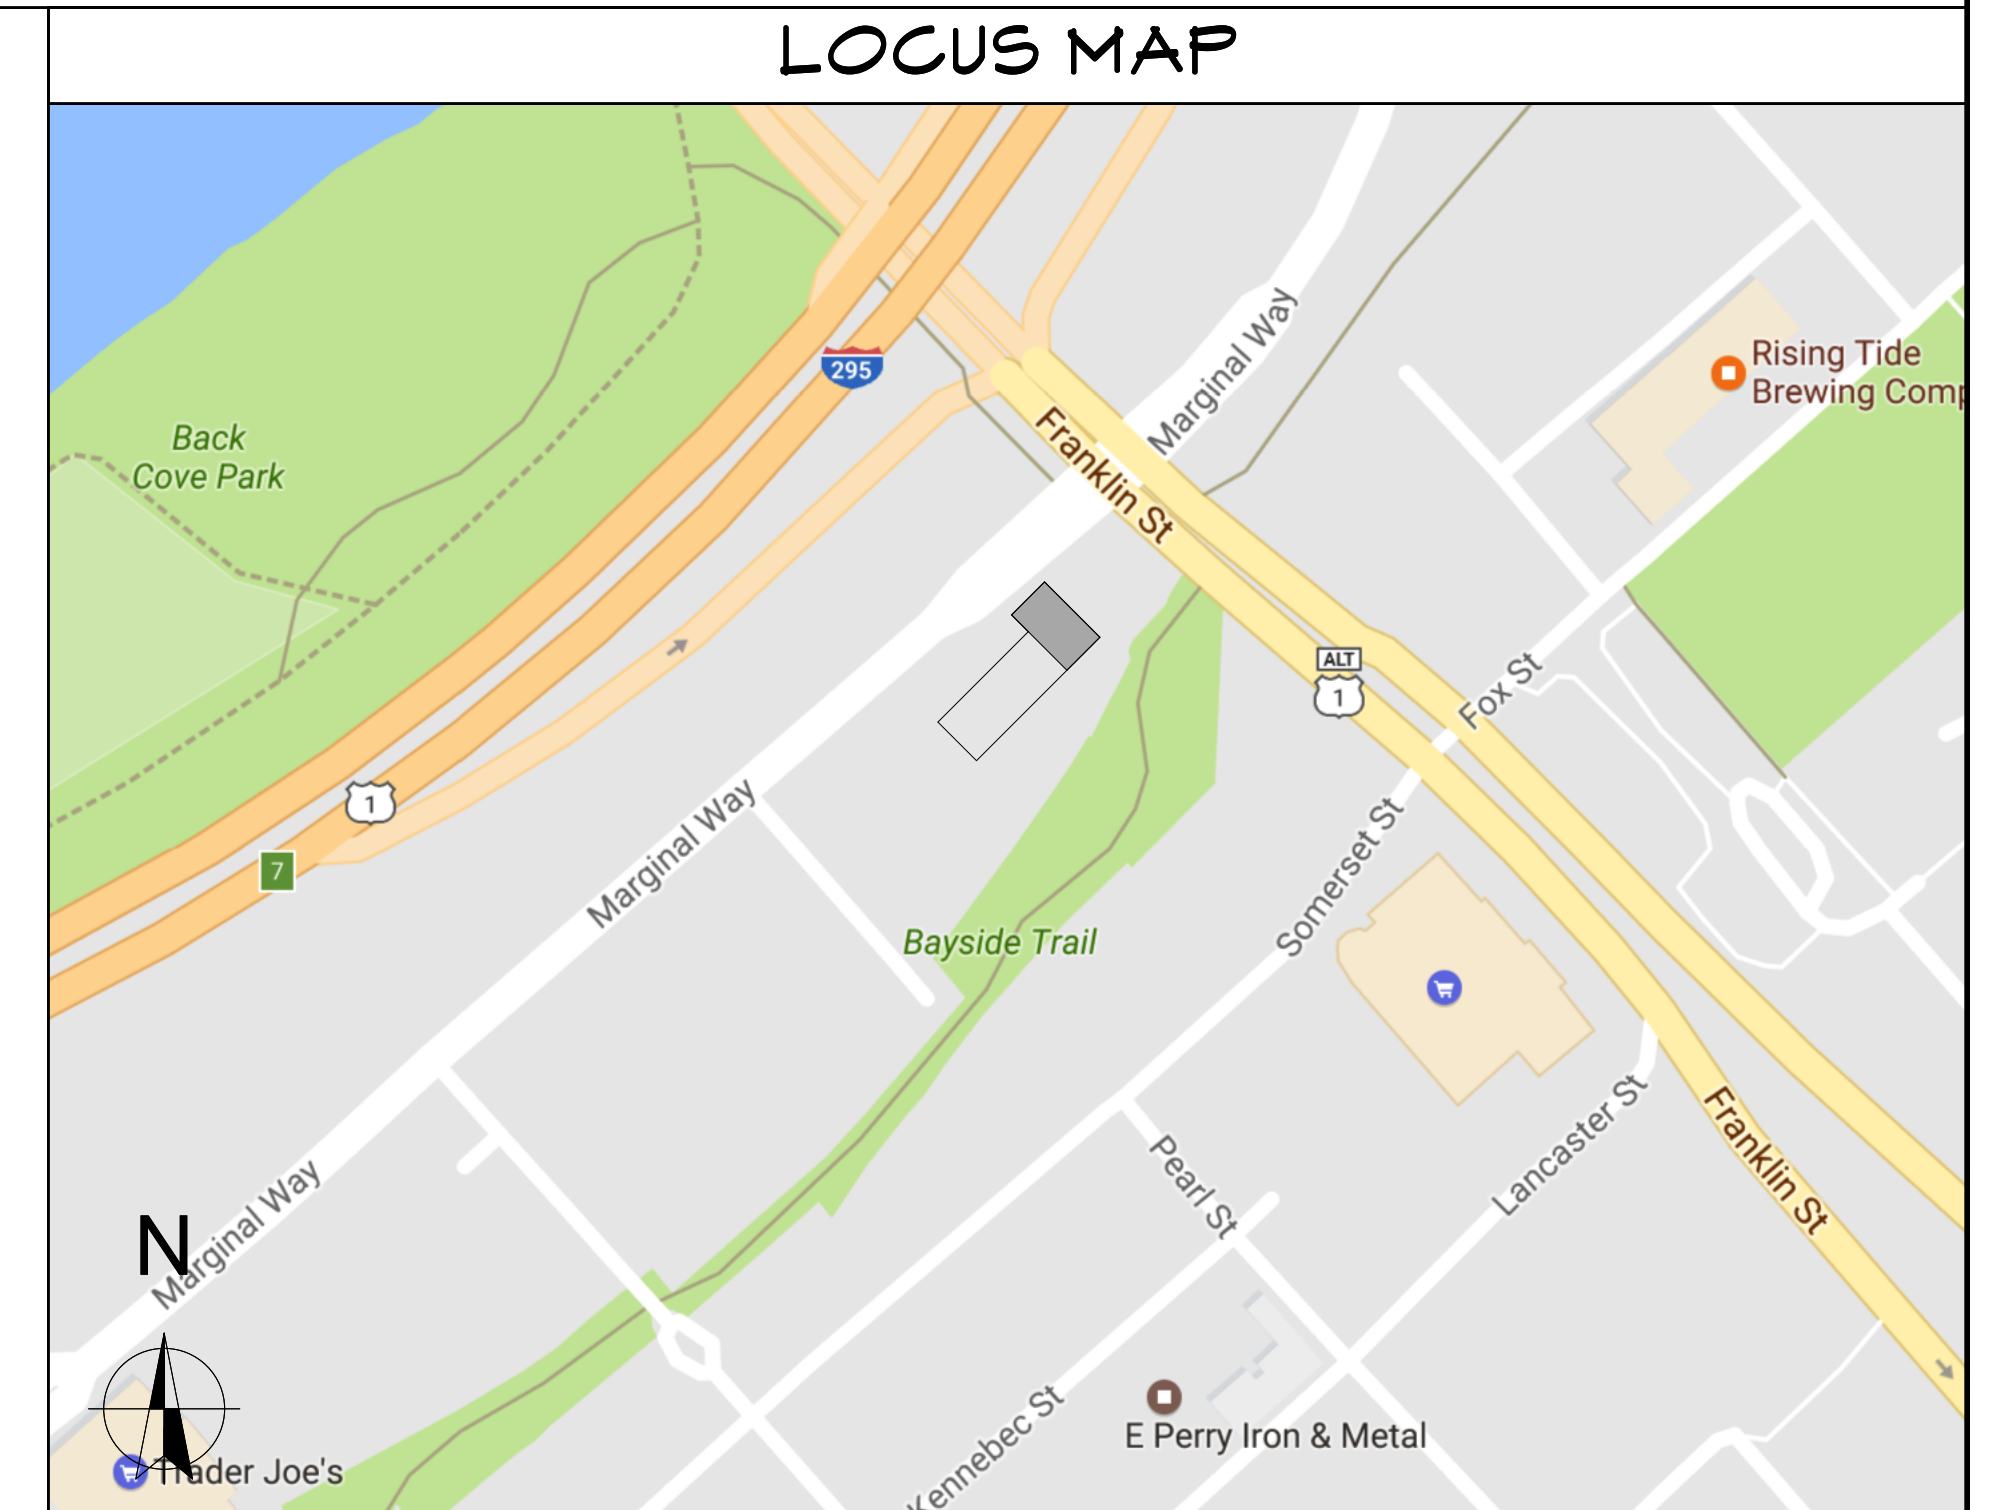 LOCUS MAP
Marginal Way
Rising Tide
Brewing Comp
295
Franklin St
Back
Cove Park
ALT
1
Fox St
1
7
Marginal Way
Somerset St
Bayside Trail
Lancaster St
Franklin St
Pearl St
Marginal Way
N
Kennebec St
E Perry Iron & Metal
Trader Joe's